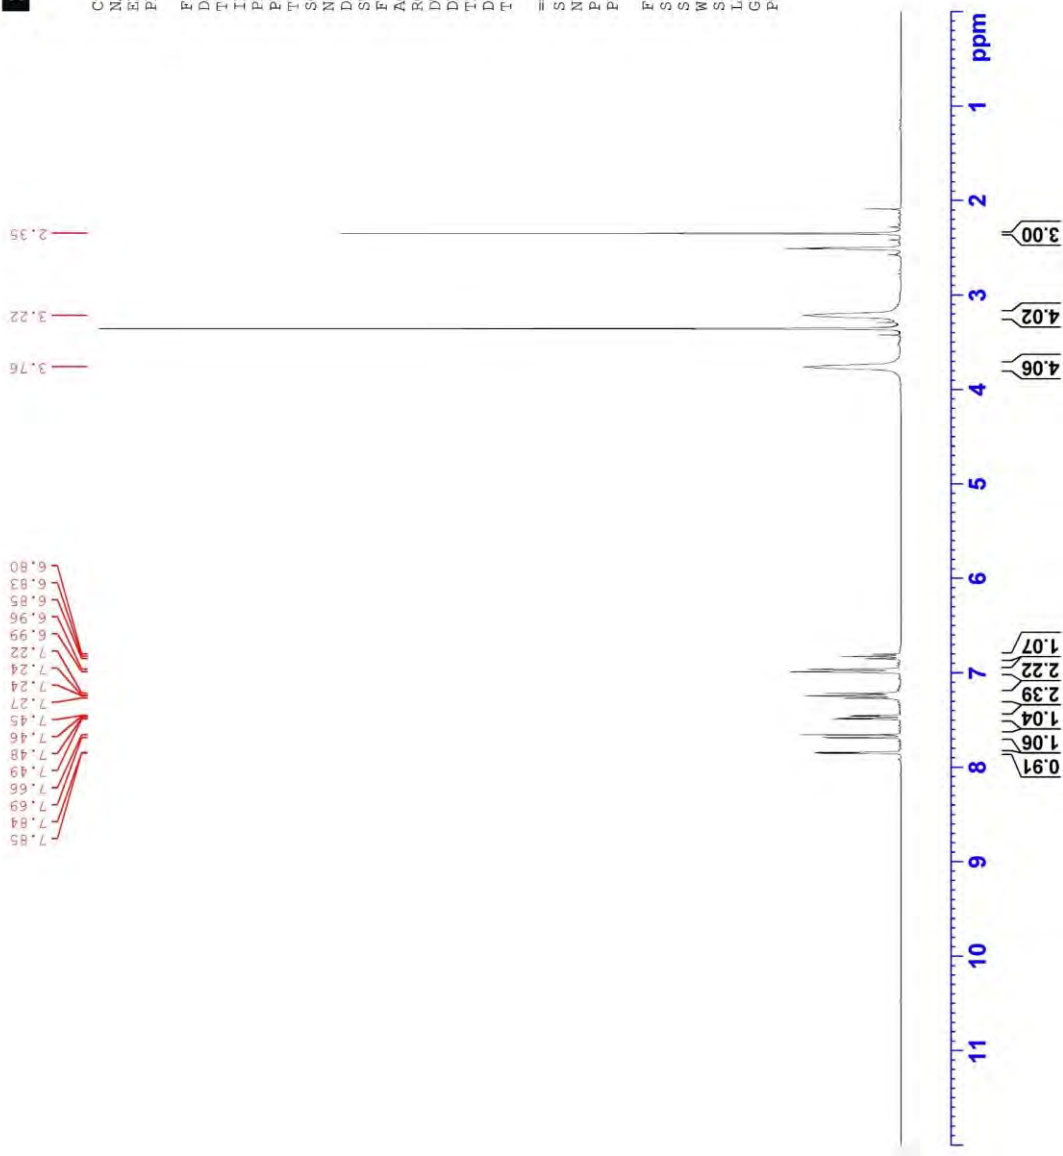 7.85
7.84
7.69
7.66
7.49
7.48
7.46
7.45
7.27
7.24
7.24
7.22
6.99
6.96
6.85
6.83
6.80
3.76
3.22
2.35
C
N
E
P
F
D
T
I
P
P
T
S
N
D
S
F
A
R
D
D
T
D
T
=
S
N
P
P
F
S
S
W
S
L
G
P
11 10 9 8 7 6 5 4 3 2 1 ppm
0.91
1.06
1.04
2.39
2.22
1.07
4.06
4.02
3.00